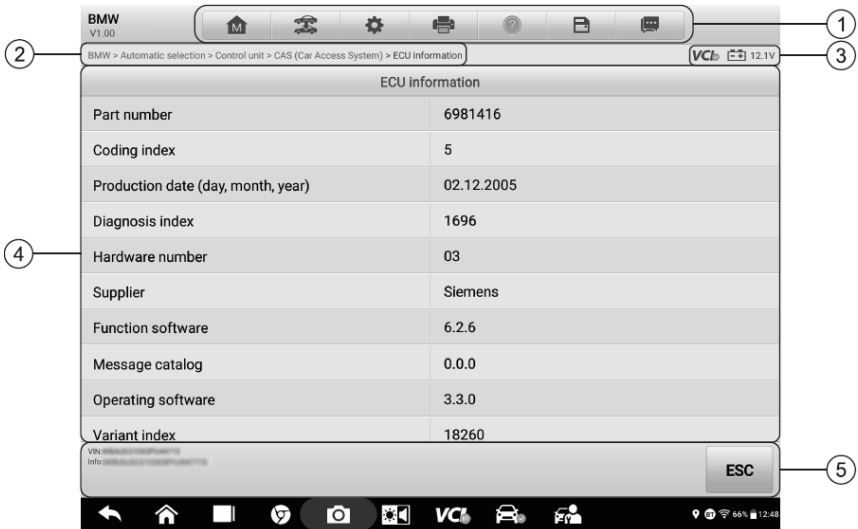 BMW
V1.00
M
?
1
2
BMW > Automatic selection > Control unit > CAS (Car Access System) > ECU information
VCI 12.1V
3
ECU information
Part number 6981416
Coding index 5
Production date (day, month, year) 02.12.2005
Diagnosis index 1696
4
Hardware number 03
Supplier Siemens
Function software 6.2.6
Message catalog 0.0.0
Operating software 3.3.0
Variant index 18260
VIN:
Info:
ESC
5
VCI
BT 66% 12:48